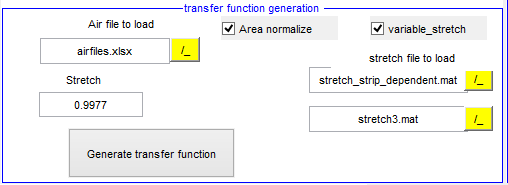 transfer function generation
Air file to load
Area normalize
variable_stretch
airfiles.xlsx
/_
stretch file to load
Stretch
stretch_strip_dependent.mat
/_
0.9977
stretch3.mat
/_
Generate transfer function